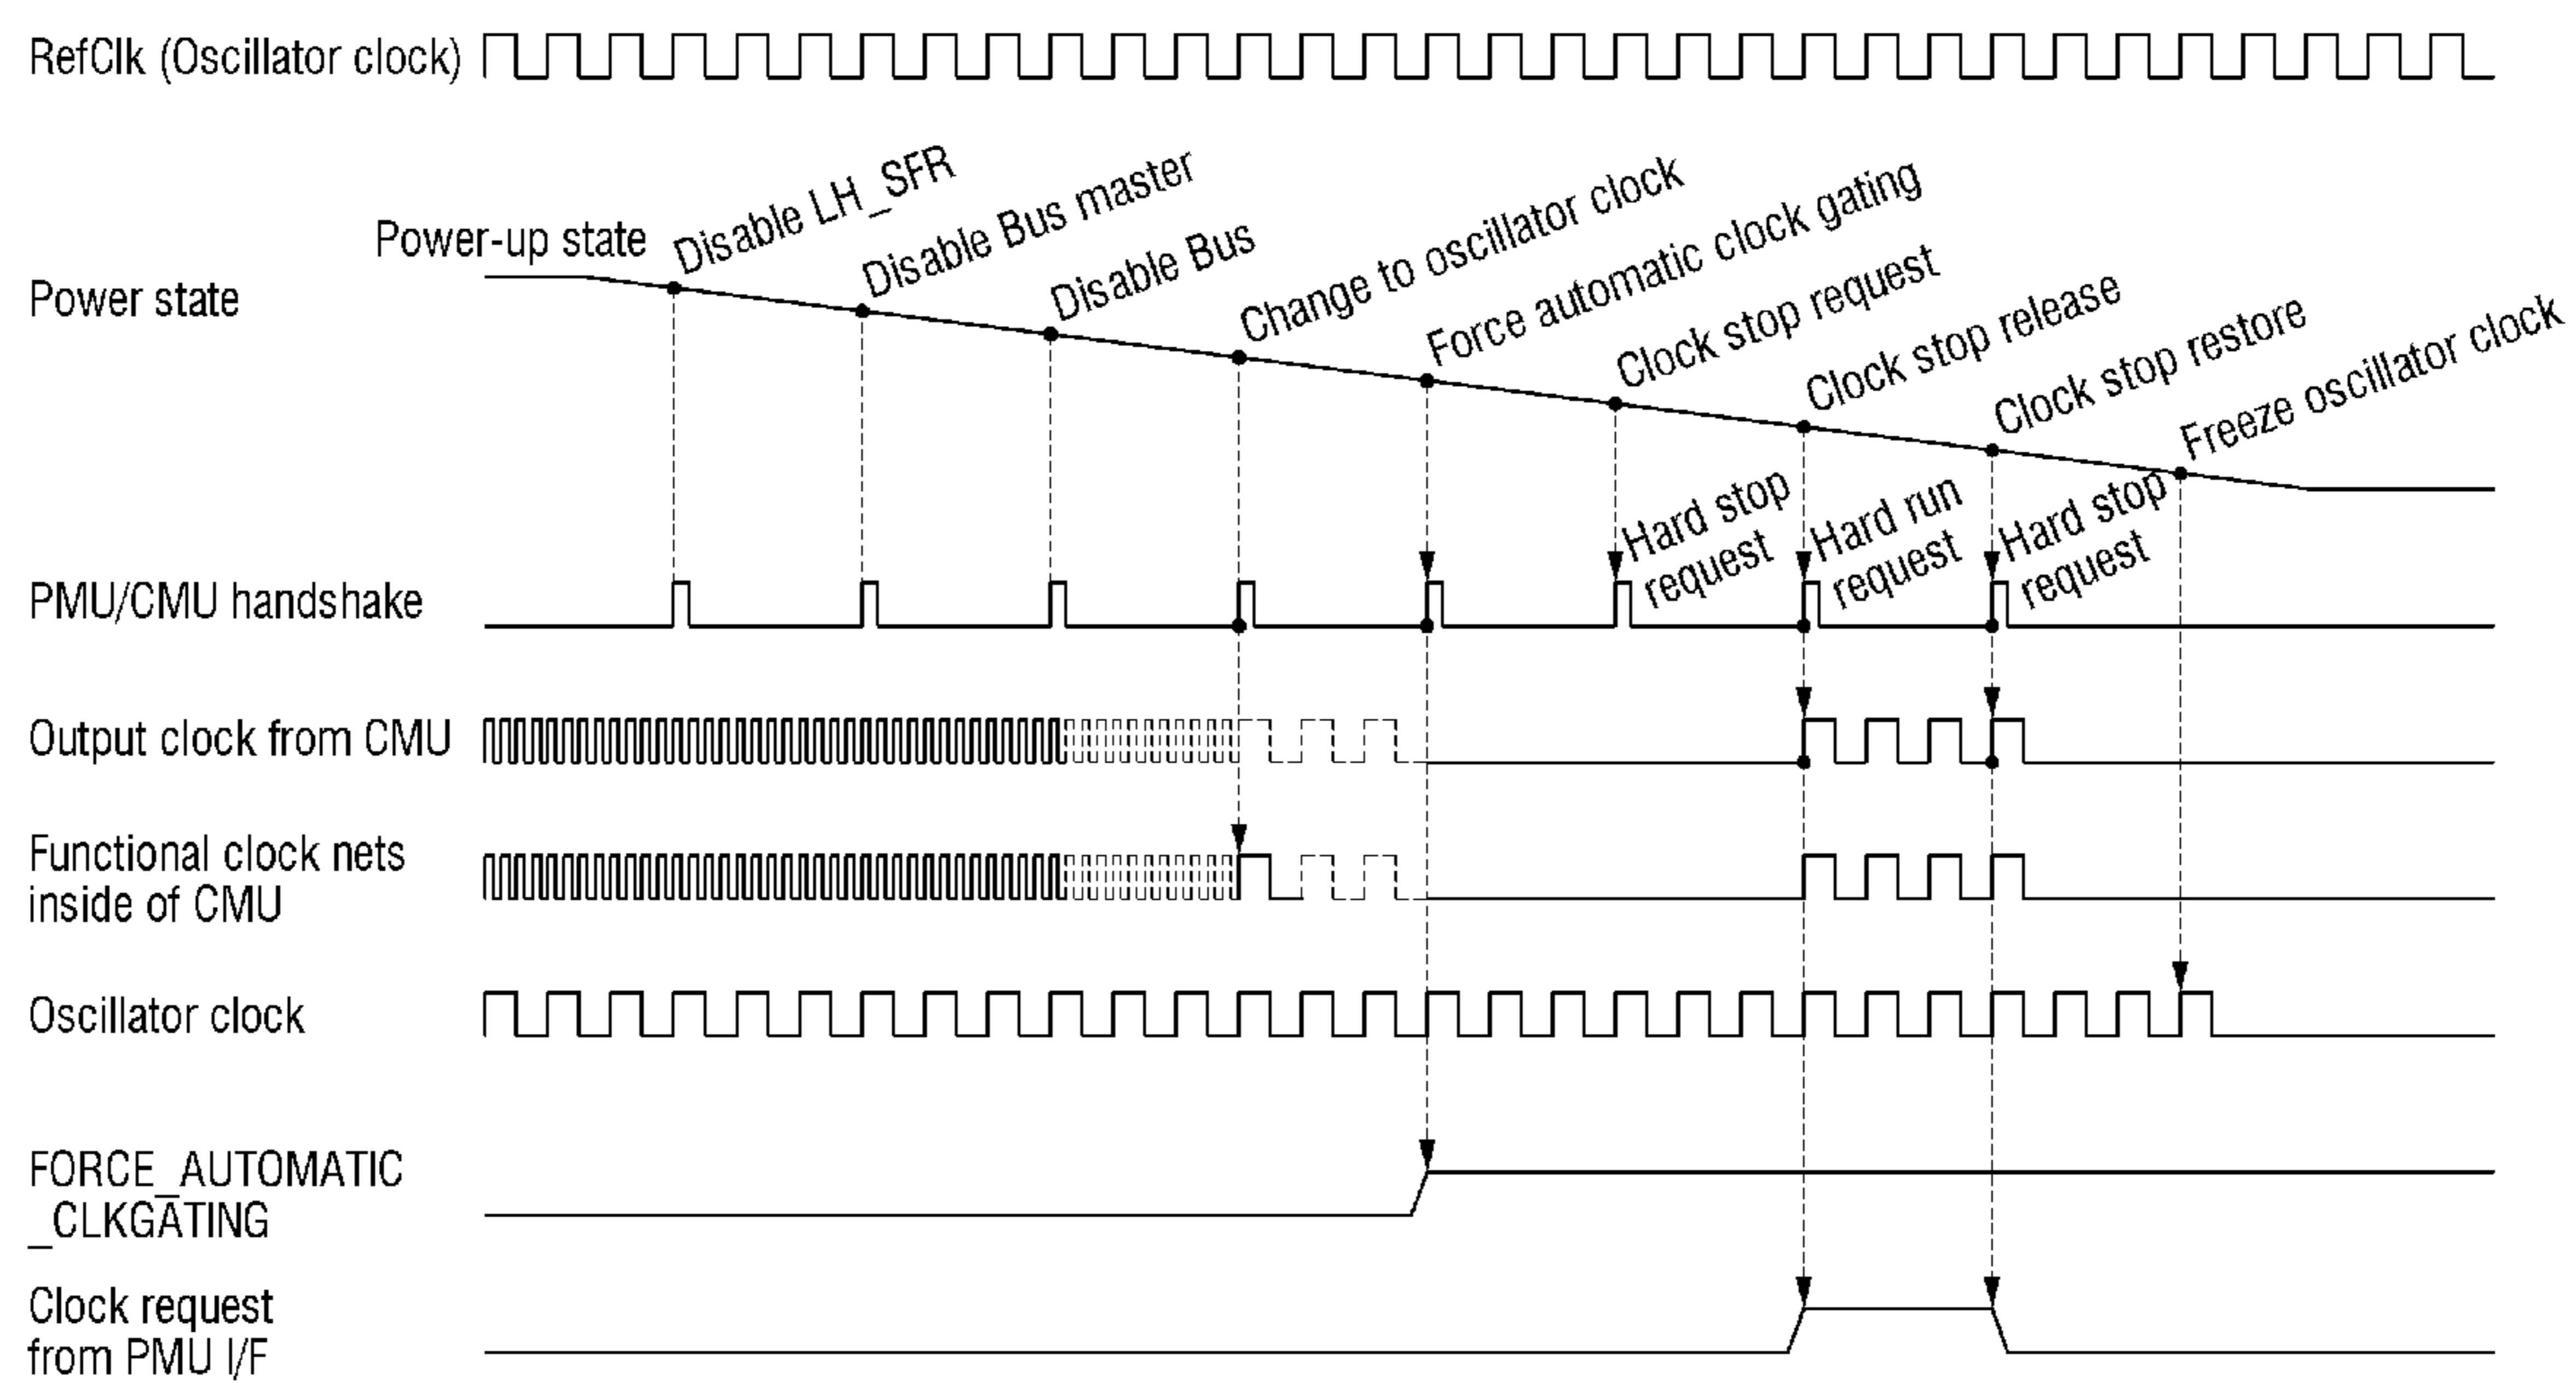 RefClk (Oscillator clock)
Power-up state
Disable LH_SFR
Disable Bus master
Disable Bus
Change to oscillator clock
Force automatic clock gating
Clock stop request
Clock stop release
Clock stop restore
Freeze oscillator clock
Power state
Hard stop
request
Hard run
request
Hard stop
request
PMU/CMU handshake
Output clock from CMU
Functional clock nets
inside of CMU
Oscillator clock
FORCE_AUTOMATIC
_CLKGATING
Clock request
from PMU I/F